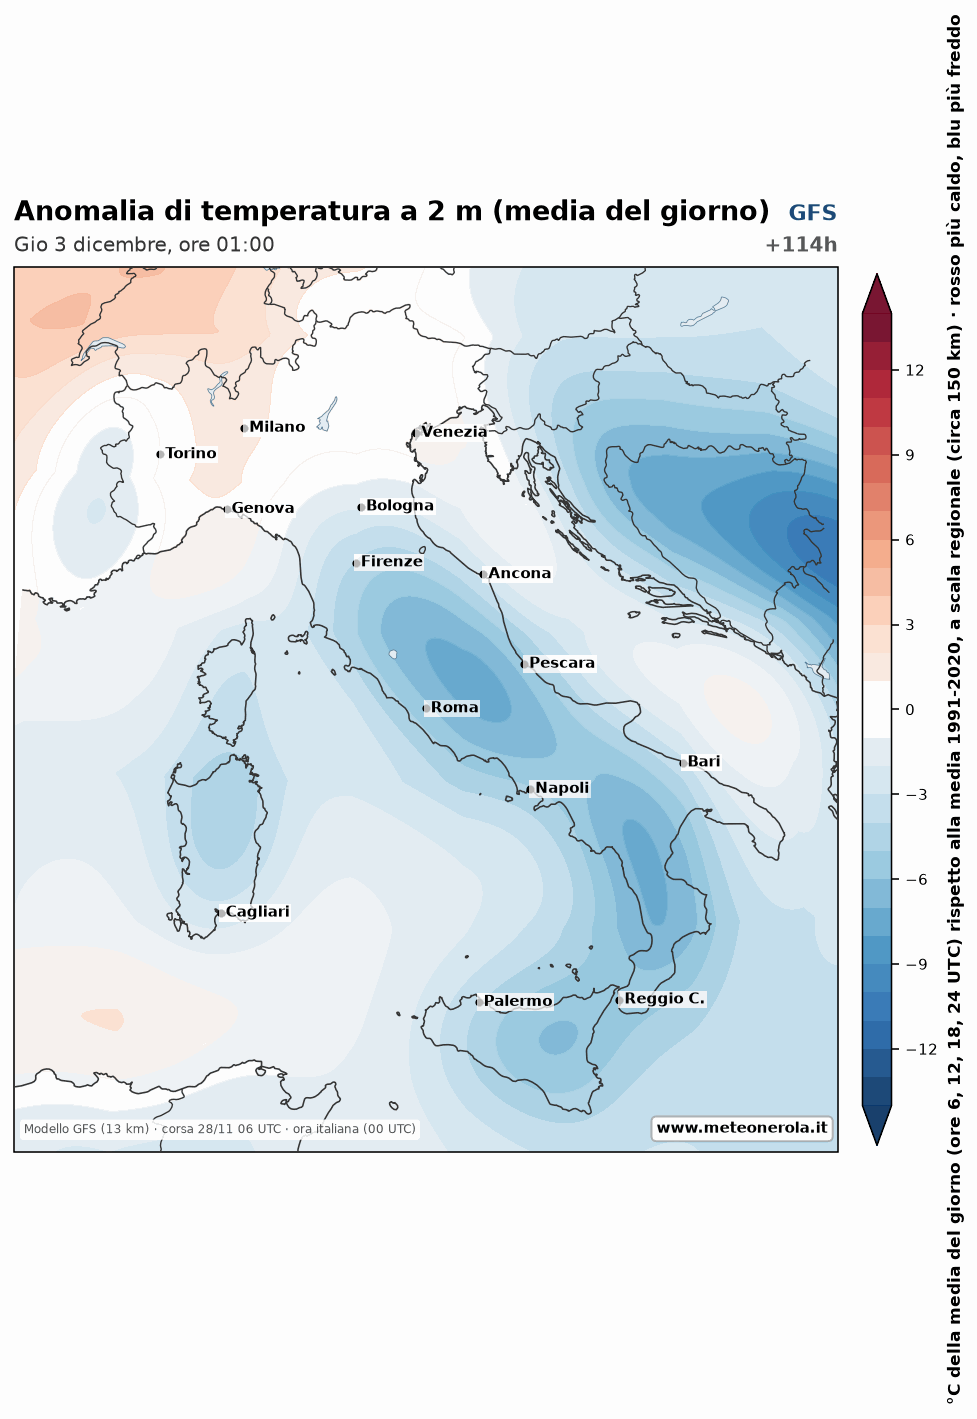 Anomalia di temperatura a 2 m (media del giorno) GFS
Gio 3 dicembre, ore 01:00 +114h
Milano
Venezia
Torino
Genova
Bologna
Firenze
Ancona
Pescara
Roma
Bari
Napoli
Cagliari
Palermo
Reggio C.
12
9
6
3
0
−3
−6
−9
−12
°C della media del giorno (ore 6, 12, 18, 24 UTC) rispetto alla media 1991-2020, a scala regionale (circa 150 km) · rosso più caldo, blu più freddo
Modello GFS (13 km) · corsa 28/11 06 UTC · ora italiana (00 UTC)
www.meteonerola.it